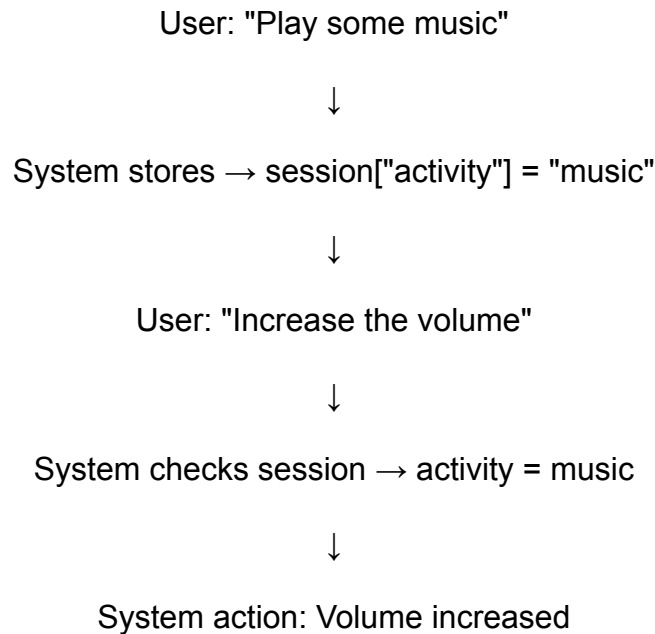 User: "Play some music"
↓
System stores → session["activity"] = "music"
↓
User: "Increase the volume"
↓
System checks session → activity = music
↓
System action: Volume increased